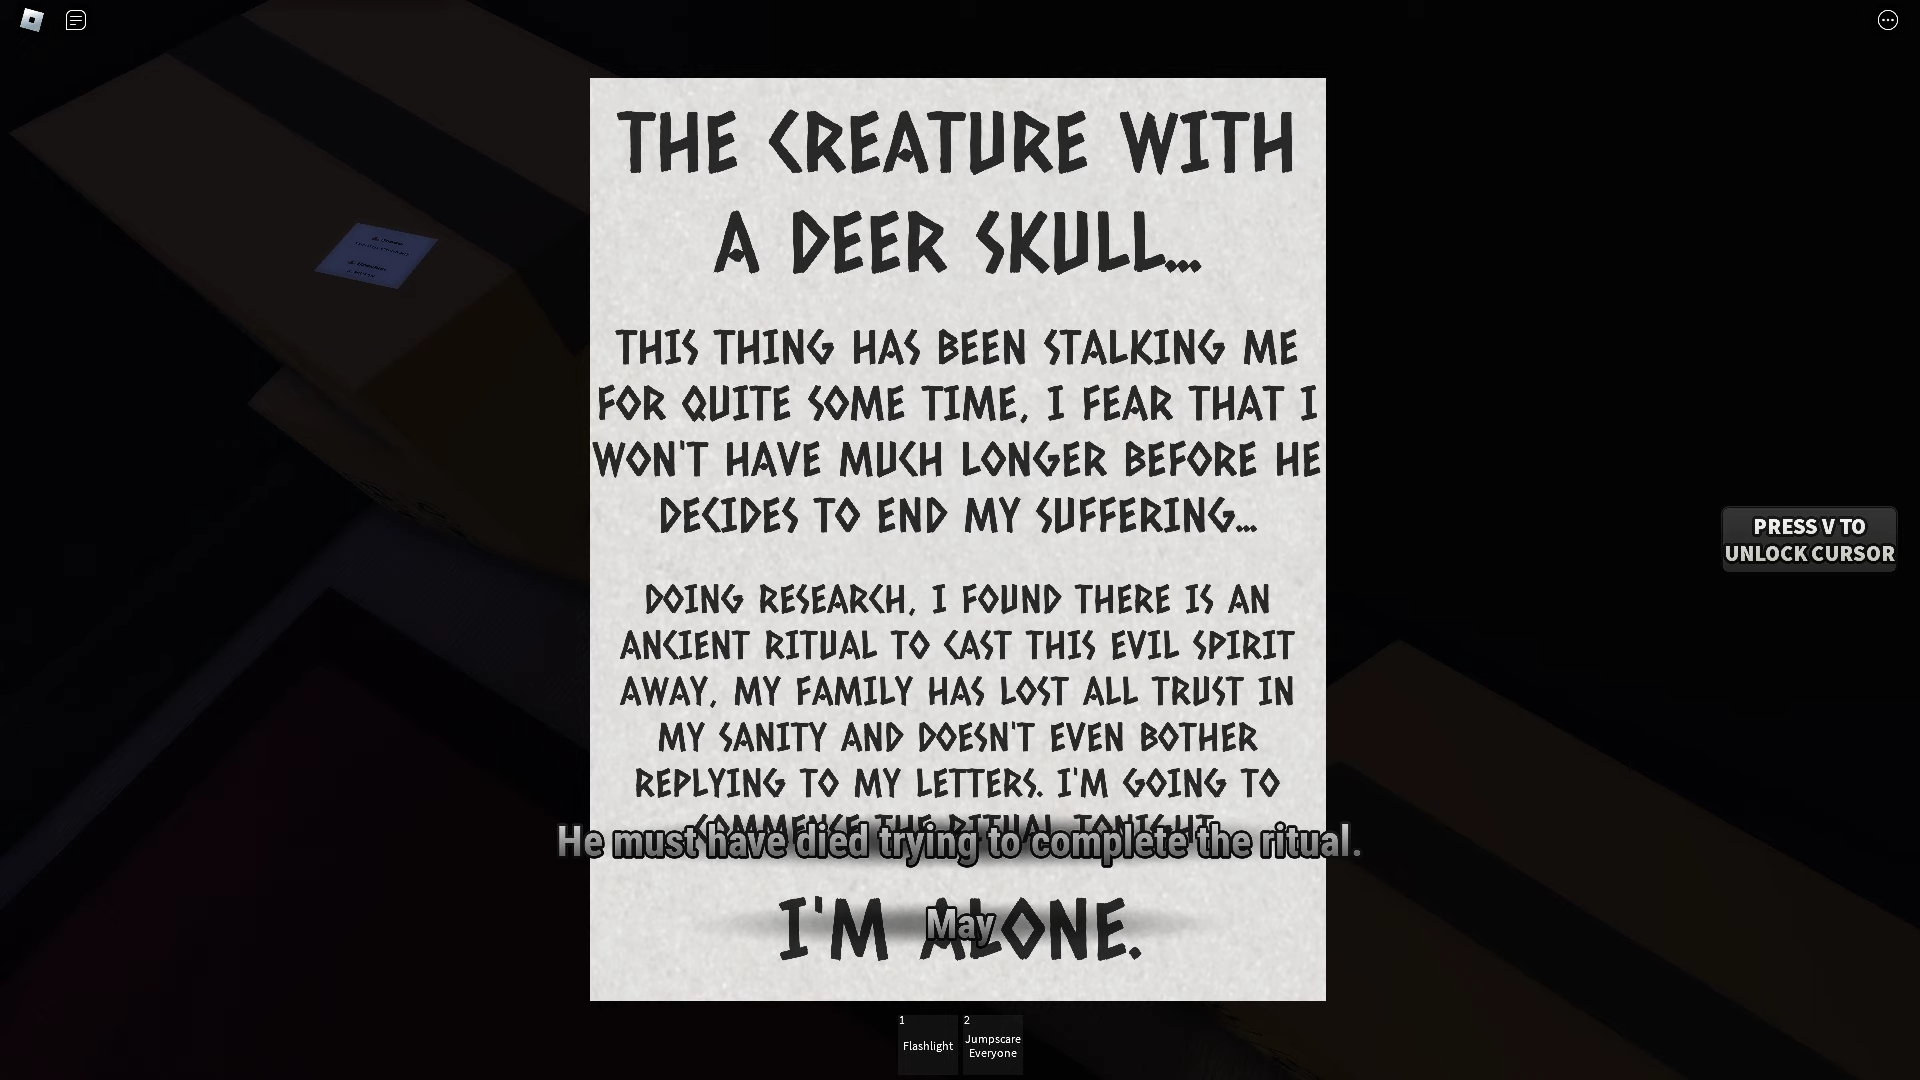 THE CREATURE WITH
A DEER SKULL...
THIS THING HAS BEEN STALKING ME
FOR QUITE SOME TIME, I FEAR THAT I
WON'T HAVE MUCH LONGER BEFORE HE
DECIDES TO END MY SUFFERING...
DOING RESEARCH, I FOUND THERE IS AN
ANCIENT RITUAL TO CAST THIS EVIL SPIRIT
AWAY, MY FAMILY HAS LOST ALL TRUST IN
MY SANITY AND DOESN'T EVEN BOTHER
REPLYING TO MY LETTERS. I'M GOING TO
COMMENCE THE RITUAL TONIGHT
He must have died trying to complete the ritual.
I'M ALONE.
May
PRESS V TO
UNLOCK CURSOR
1
Flashlight
2
Jumpscare
Everyone